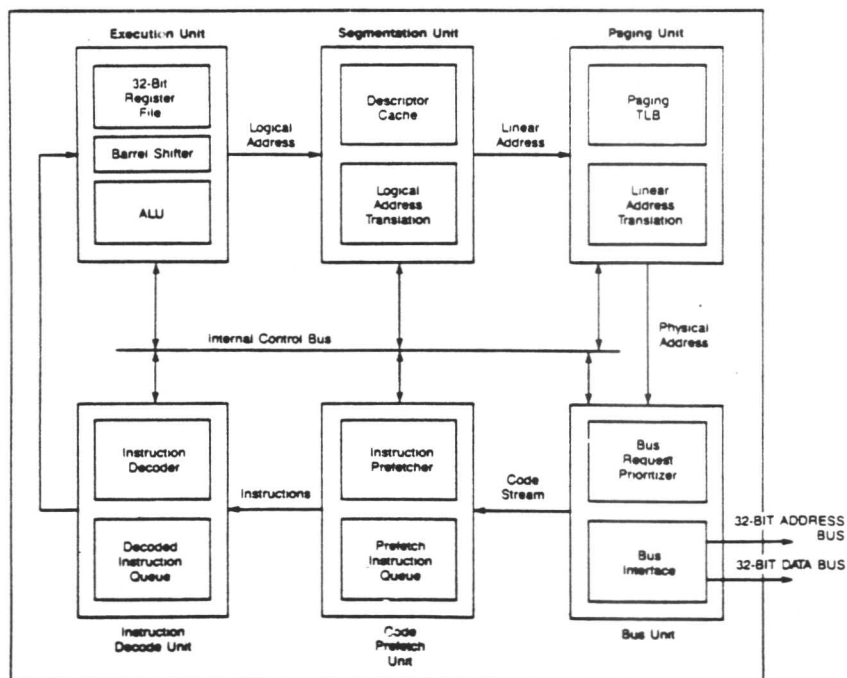 Execution Unit
Segmentation Unit
Paging Unit
32-Bit
Register
File
Barrel Shifter
ALU
Logical
Address
Descriptor
Cache
Logical
Address
Translation
Linear
Address
Paging
TLB
Linear
Address
Translation
Internal Control Bus
Physical
Address
Instruction
Decoder
Decoded
Instruction
Queue
Instruction
Decode Unit
Instructions
Instruction
Prefetcher
Prefetch
Instruction
Queue
Code
Prefetch
Unit
Code
Stream
Bus
Request
Prioritizer
Bus
Interface
Bus Unit
32-BIT ADDRESS
BUS
32-BIT DATA BUS